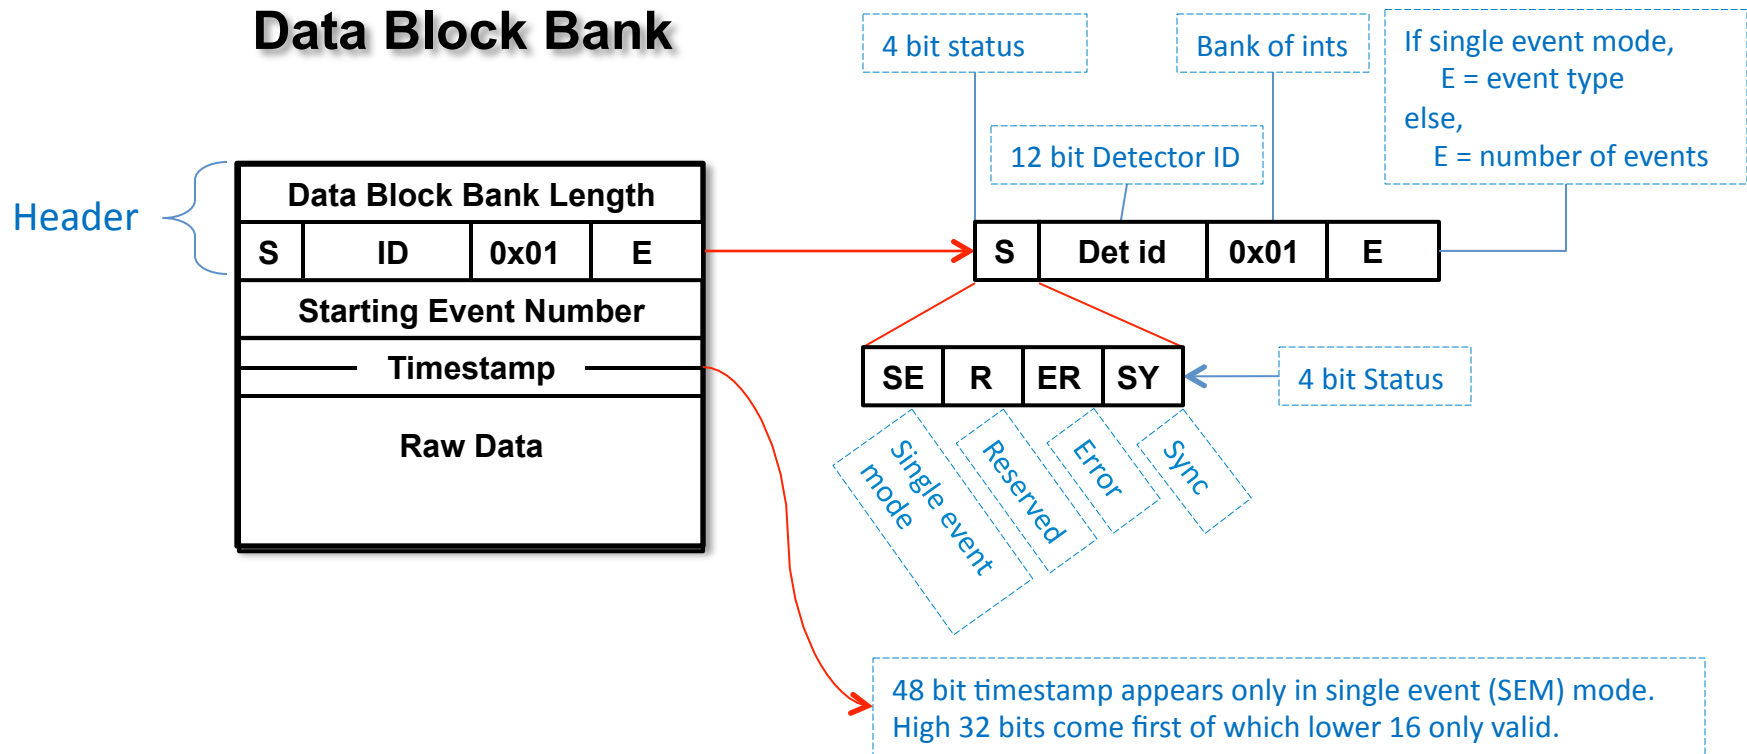 Data Block Bank
4 bit status
Bank of ints
If single event mode,
E = event type
else,
E = number of events
12 bit Detector ID
Header
Data Block Bank Length
S ID 0x01 E
Starting Event Number
Timestamp
Raw Data
S Det id 0x01 E
SE R ER SY
4 bit Status
Single event
mode
Reserved
Error
Sync
48 bit timestamp appears only in single event (SEM) mode.
High 32 bits come first of which lower 16 only valid.